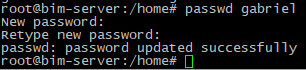 root@bim-server:/home# passwd gabriel
New password:
Retype new password:
passwd: password updated successfully
root@bim-server:/home#